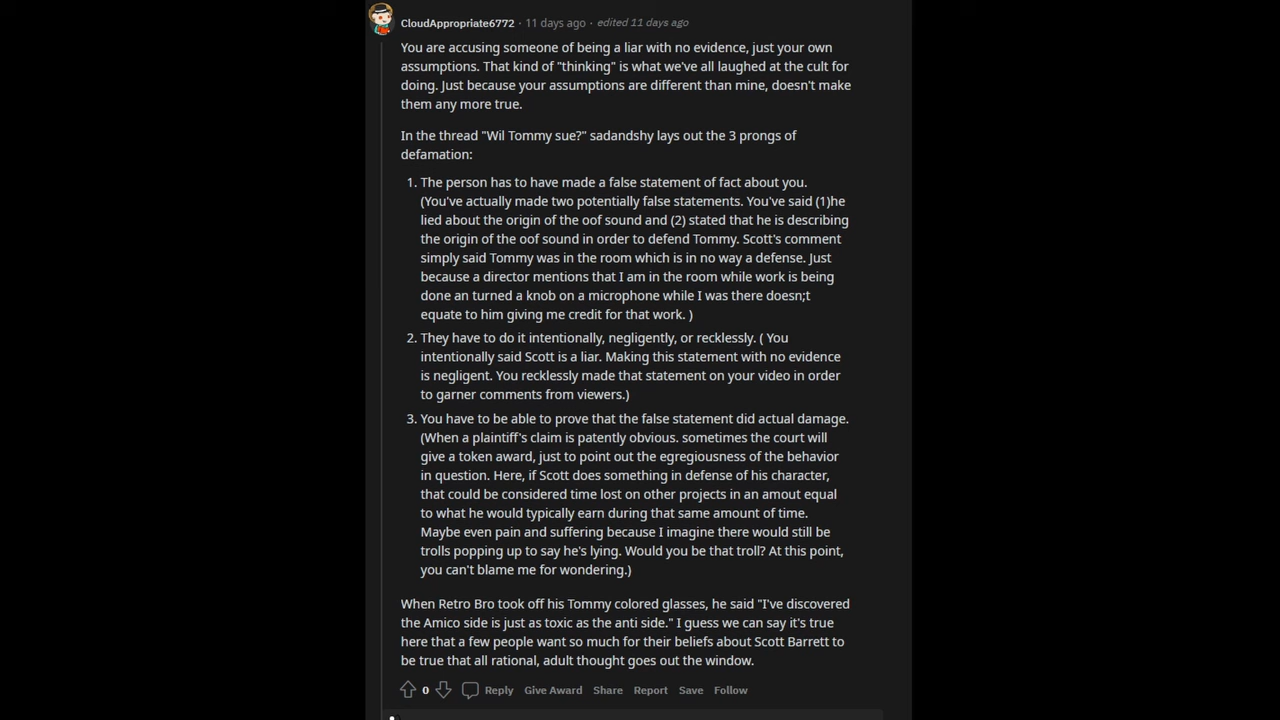 CloudAppropriate6772 · 11 days ago · edited 11 days ago
You are accusing someone of being a liar with no evidence, just your own
assumptions. That kind of "thinking" is what we've all laughed at the cult for
doing. Just because your assumptions are different than mine, doesn't make
them any more true.
In the thread "Wil Tommy sue?" sadandshy lays out the 3 prongs of
defamation:
1. The person has to have made a false statement of fact about you.
(You've actually made two potentially false statements. You've said (1)he
lied about the origin of the oof sound and (2) stated that he is describing
the origin of the oof sound in order to defend Tommy. Scott's comment
simply said Tommy was in the room which is in no way a defense. Just
because a director mentions that I am in the room while work is being
done an turned a knob on a microphone while I was there doesn;t
equate to him giving me credit for that work. )
2. They have to do it intentionally, negligently, or recklessly. ( You
intentionally said Scott is a liar. Making this statement with no evidence
is negligent. You recklessly made that statement on your video in order
to garner comments from viewers.)
3. You have to be able to prove that the false statement did actual damage.
(When a plaintiff's claim is patently obvious. sometimes the court will
give a token award, just to point out the egregiousness of the behavior
in question. Here, if Scott does something in defense of his character,
that could be considered time lost on other projects in an amout equal
to what he would typically earn during that same amount of time.
Maybe even pain and suffering because I imagine there would still be
trolls popping up to say he's lying. Would you be that troll? At this point,
you can't blame me for wondering.)
When Retro Bro took off his Tommy colored glasses, he said "I've discovered
the Amico side is just as toxic as the anti side." I guess we can say it's true
here that a few people want so much for their beliefs about Scott Barrett to
be true that all rational, adult thought goes out the window.
0 Reply Give Award Share Report Save Follow